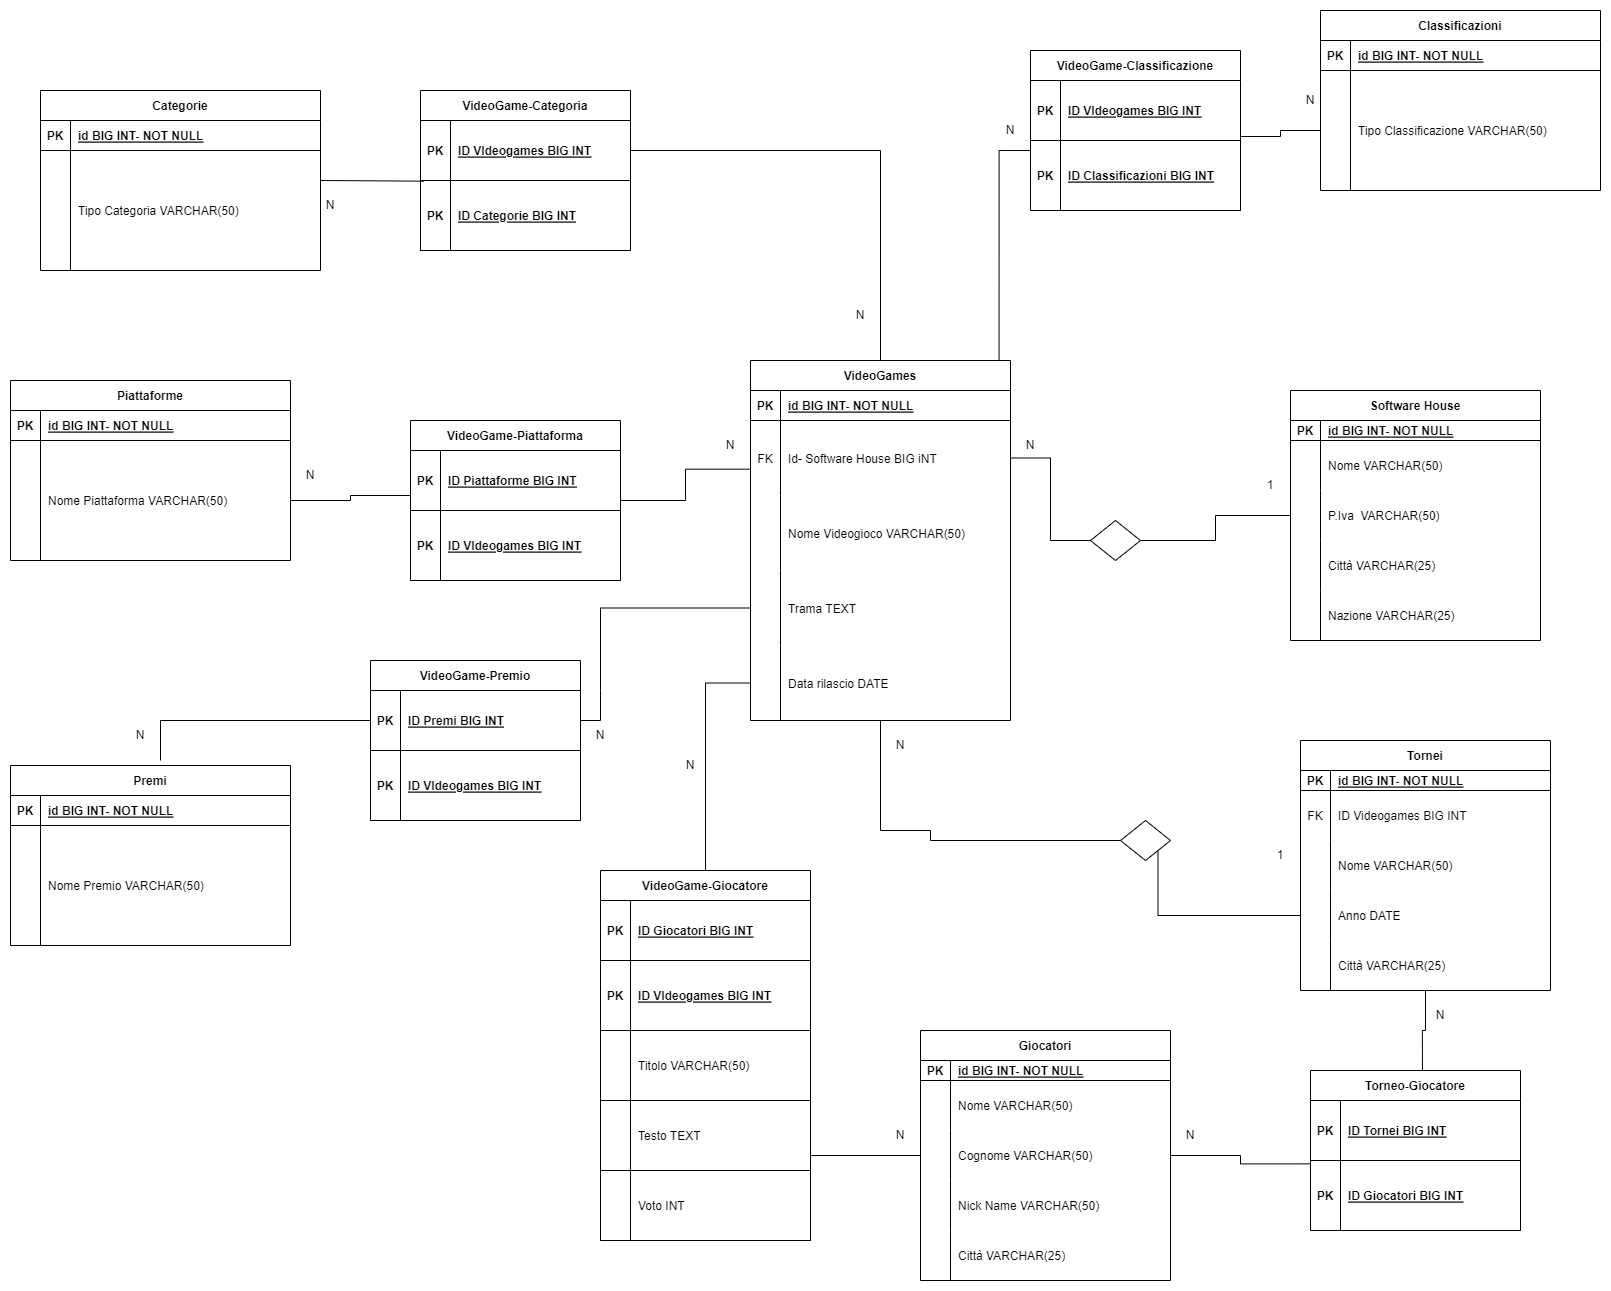 Classificazioni
PK id BIG INT- NOT NULL
Tipo Classificazione VARCHAR(50)
N
VideoGame-Classificazione
PK ID VIdeogames BIG INT
PK ID Classificazioni BIG INT
N
Categorie
PK id BIG INT- NOT NULL
Tipo Categoria VARCHAR(50)
N
VideoGame-Categoria
PK ID VIdeogames BIG INT
PK ID Categorie BIG INT
N
Piattaforme
PK id BIG INT- NOT NULL
Nome Piattaforma VARCHAR(50)
N
VideoGame-Piattaforma
PK ID Piattaforme BIG INT
PK ID VIdeogames BIG INT
N
VideoGames
PK id BIG INT- NOT NULL
FK Id- Software House BIG iNT
Nome Videogioco VARCHAR(50)
Trama TEXT
Data rilascio DATE
N
1
Software House
PK id BIG INT- NOT NULL
Nome VARCHAR(50)
P.Iva VARCHAR(50)
Città VARCHAR(25)
Nazione VARCHAR(25)
VideoGame-Premio
PK ID Premi BIG INT
PK ID VIdeogames BIG INT
N
N
Premi
PK id BIG INT- NOT NULL
Nome Premio VARCHAR(50)
N
N
1
Tornei
PK id BIG INT- NOT NULL
FK ID Videogames BIG INT
Nome VARCHAR(50)
Anno DATE
Città VARCHAR(25)
N
VideoGame-Giocatore
PK ID Giocatori BIG INT
PK ID VIdeogames BIG INT
Titolo VARCHAR(50)
Testo TEXT
Voto INT
N
Giocatori
PK id BIG INT- NOT NULL
Nome VARCHAR(50)
Cognome VARCHAR(50)
Nick Name VARCHAR(50)
Città VARCHAR(25)
N
Torneo-Giocatore
PK ID Tornei BIG INT
PK ID Giocatori BIG INT